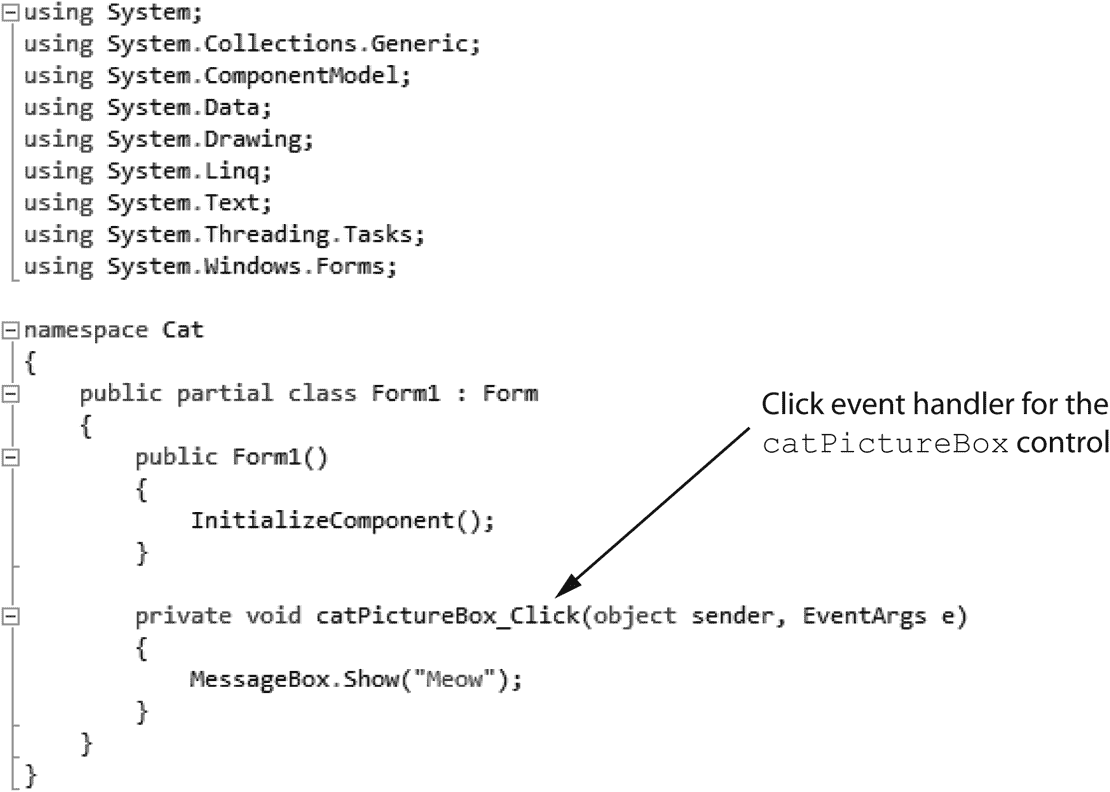 using System;
using System.Collections.Generic;
using System.ComponentModel;
using System.Data;
using System.Drawing;
using System.Linq;
using System.Text;
using System.Threading.Tasks;
using System.Windows.Forms;
namespace Cat
{
public partial class Form1 : Form
{
public Form1()
{
InitializeComponent();
}
private void catPictureBox_Click(object sender, EventArgs e)
{
MessageBox.Show("Meow");
}
}
}
Click event handler for the
catPictureBox control